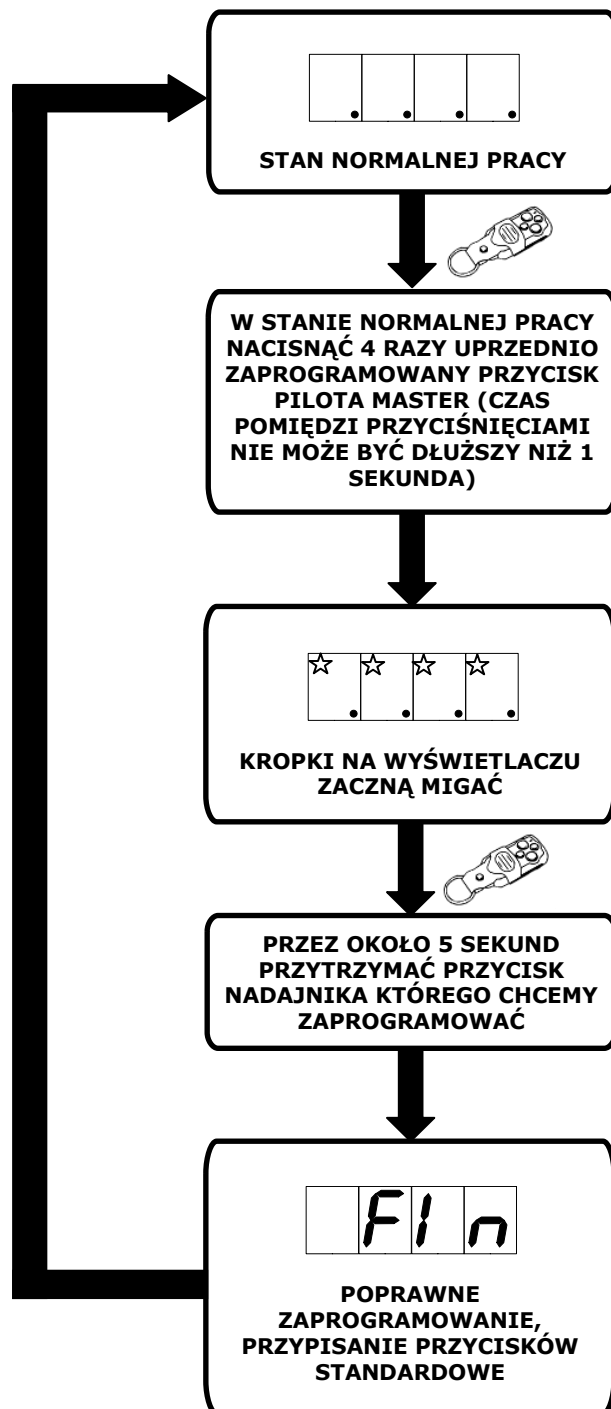 STAN NORMALNEJ PRACY
W STANIE NORMALNEJ PRACY
NACISNĄĆ 4 RAZY UPRZEDNIO
ZAPROGRAMOWANY PRZYCISK
PILOTA MASTER (CZAS
POMIĘDZI PRZYCIŚNIĘCIAMI
NIE MOŻE BYĆ DŁUŻSZY NIŻ 1
SEKUNDA)
KROPKI NA WYŚWIETLACZU
ZACZNĄ MIGAĆ
PRZEZ OKOŁO 5 SEKUND
PRZYTRZYMAĆ PRZYCISK
NADAJNIKA KTÓREGO CHCEMY
ZAPROGRAMOWAĆ
FIn
POPRAWNE
ZAPROGRAMOWANIE,
PRZYPISANIE PRZYCISKÓW
STANDARDOWE